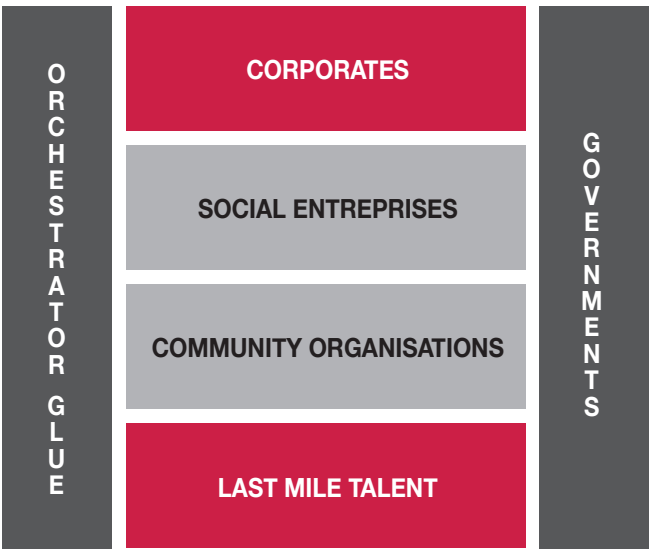 ORCHESTRATOR GLUE
CORPORATES
SOCIAL ENTREPRISES
COMMUNITY ORGANISATIONS
LAST MILE TALENT
GOVERNMENTS